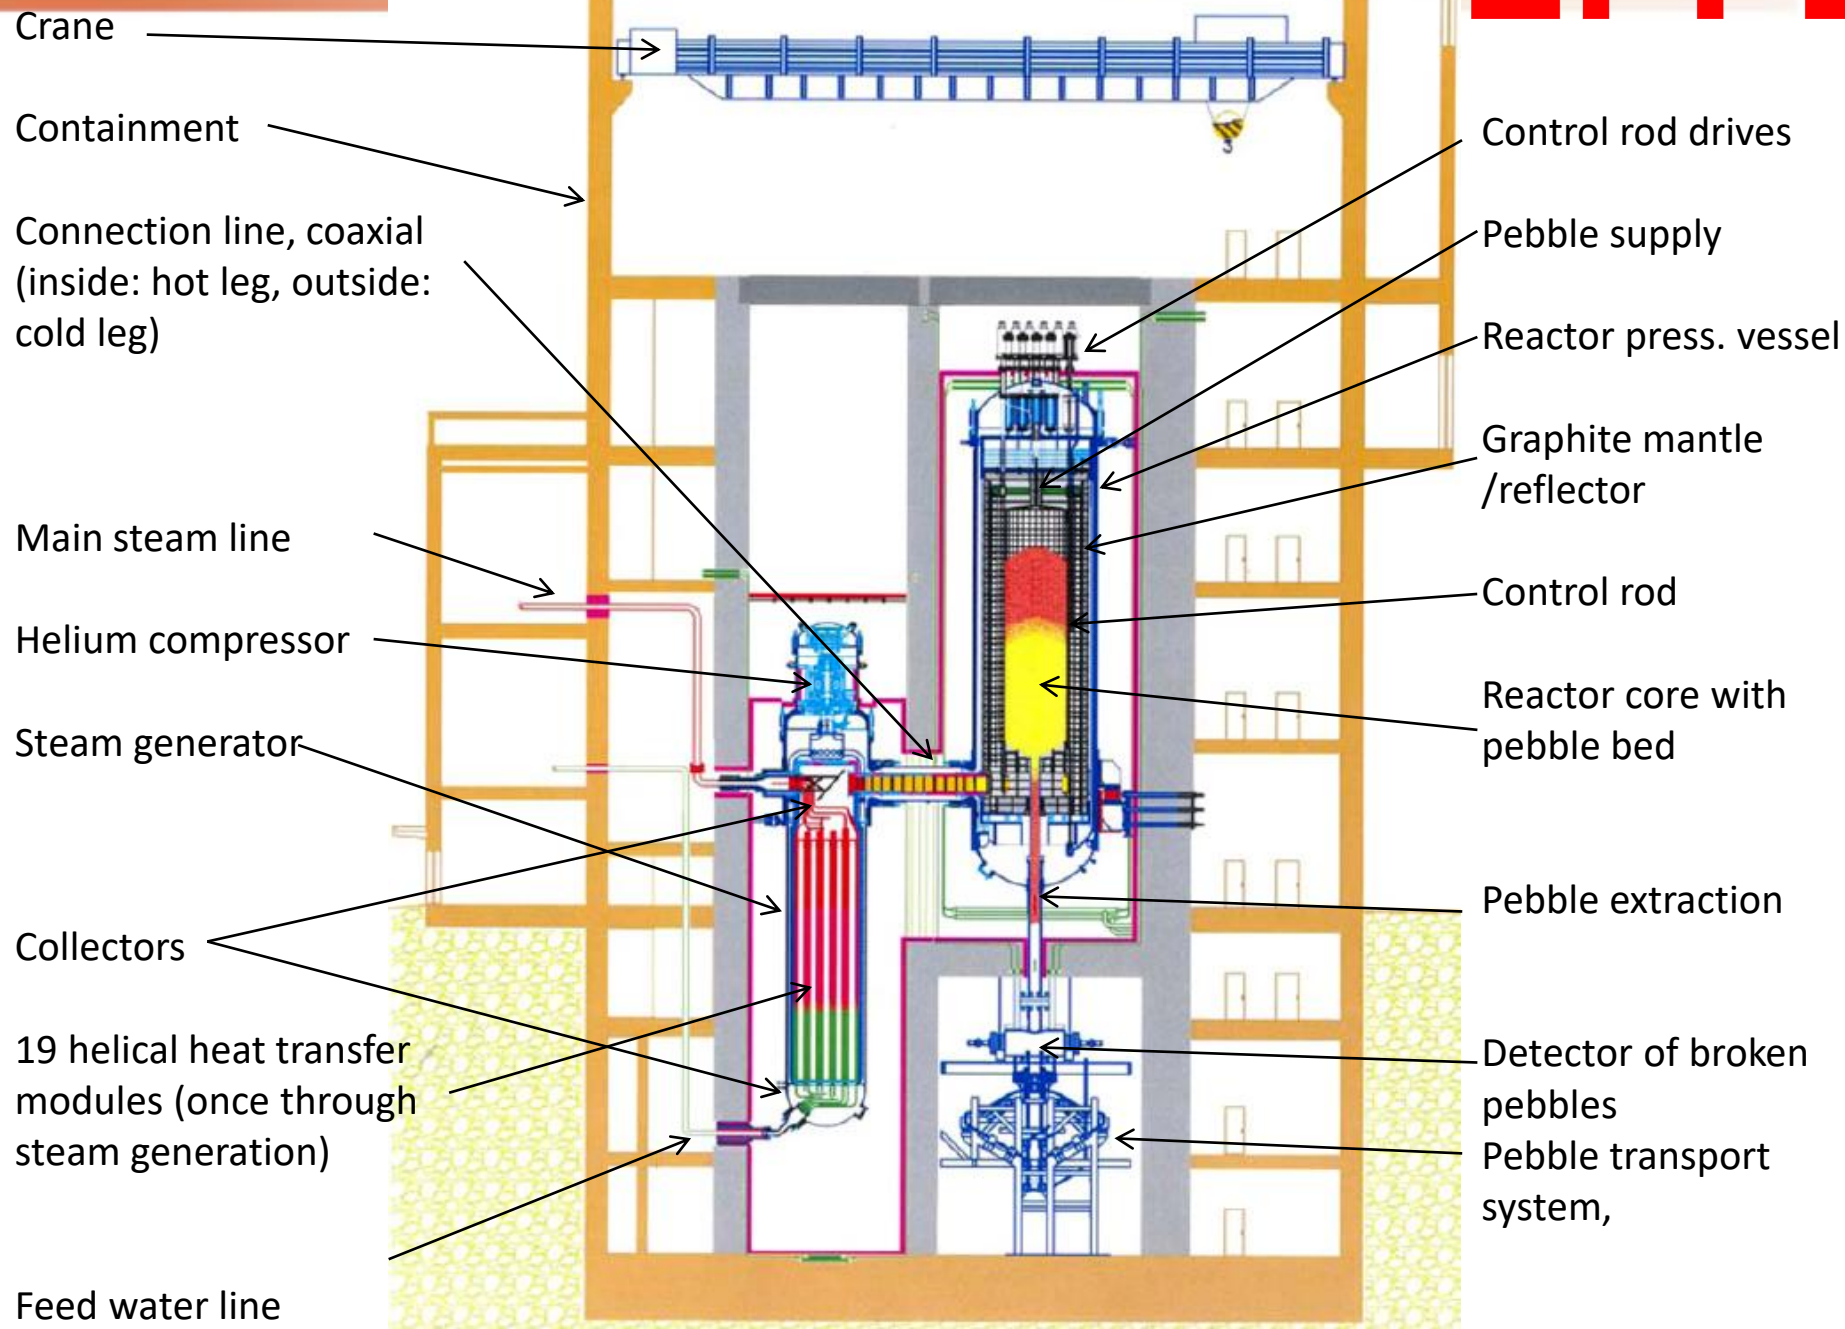 Crane
Containment
Connection line, coaxial
(inside: hot leg, outside:
cold leg)
Main steam line
Helium compressor
Steam generator
Collectors
19 helical heat transfer
modules (once through
steam generation)
Feed water line
Control rod drives
Pebble supply
Reactor press. vessel
Graphite mantle
/reflector
Control rod
Reactor core with
pebble bed
Pebble extraction
Detector of broken
pebbles
Pebble transport
system,